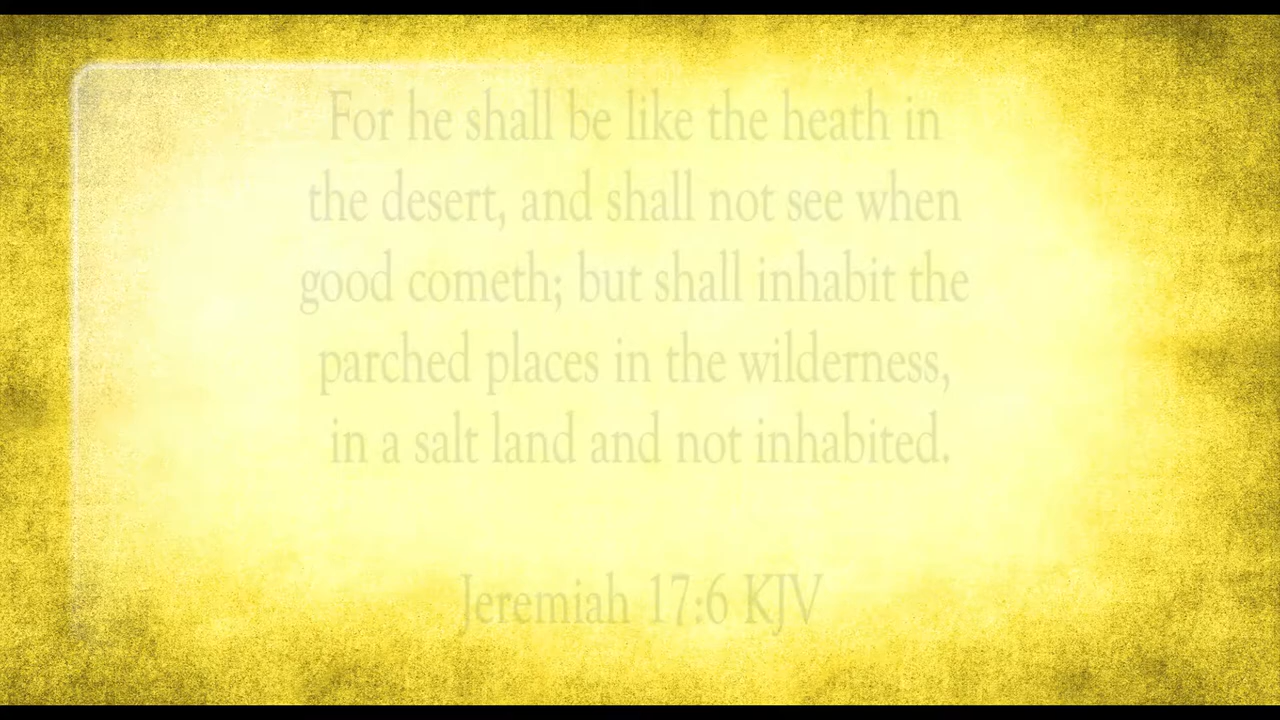 For he shall be like the heath in
the desert, and shall not see when
good cometh; but shall inhabit the
parched places in the wilderness,
in a salt land and not inhabited.
Jeremiah 17:6 KJV